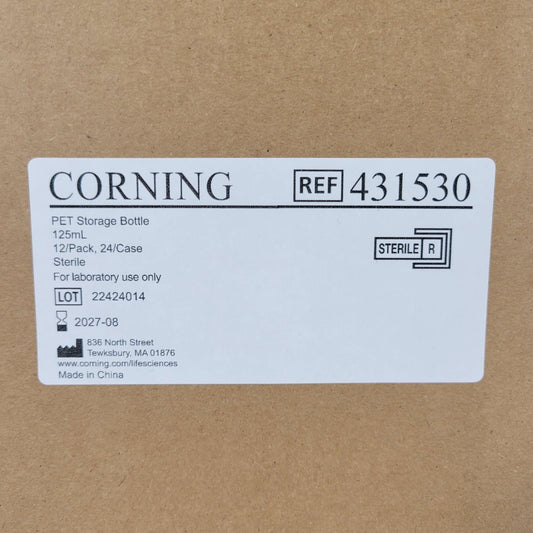 CORNING REF 431530
PET Storage Bottle
125mL
12/Pack, 24/Case
Sterile
For laboratory use only
STERILE R
LOT 22424014
2027-08
836 North Street
Tewksbury, MA 01876
www.corning.com/lifesciences
Made in China